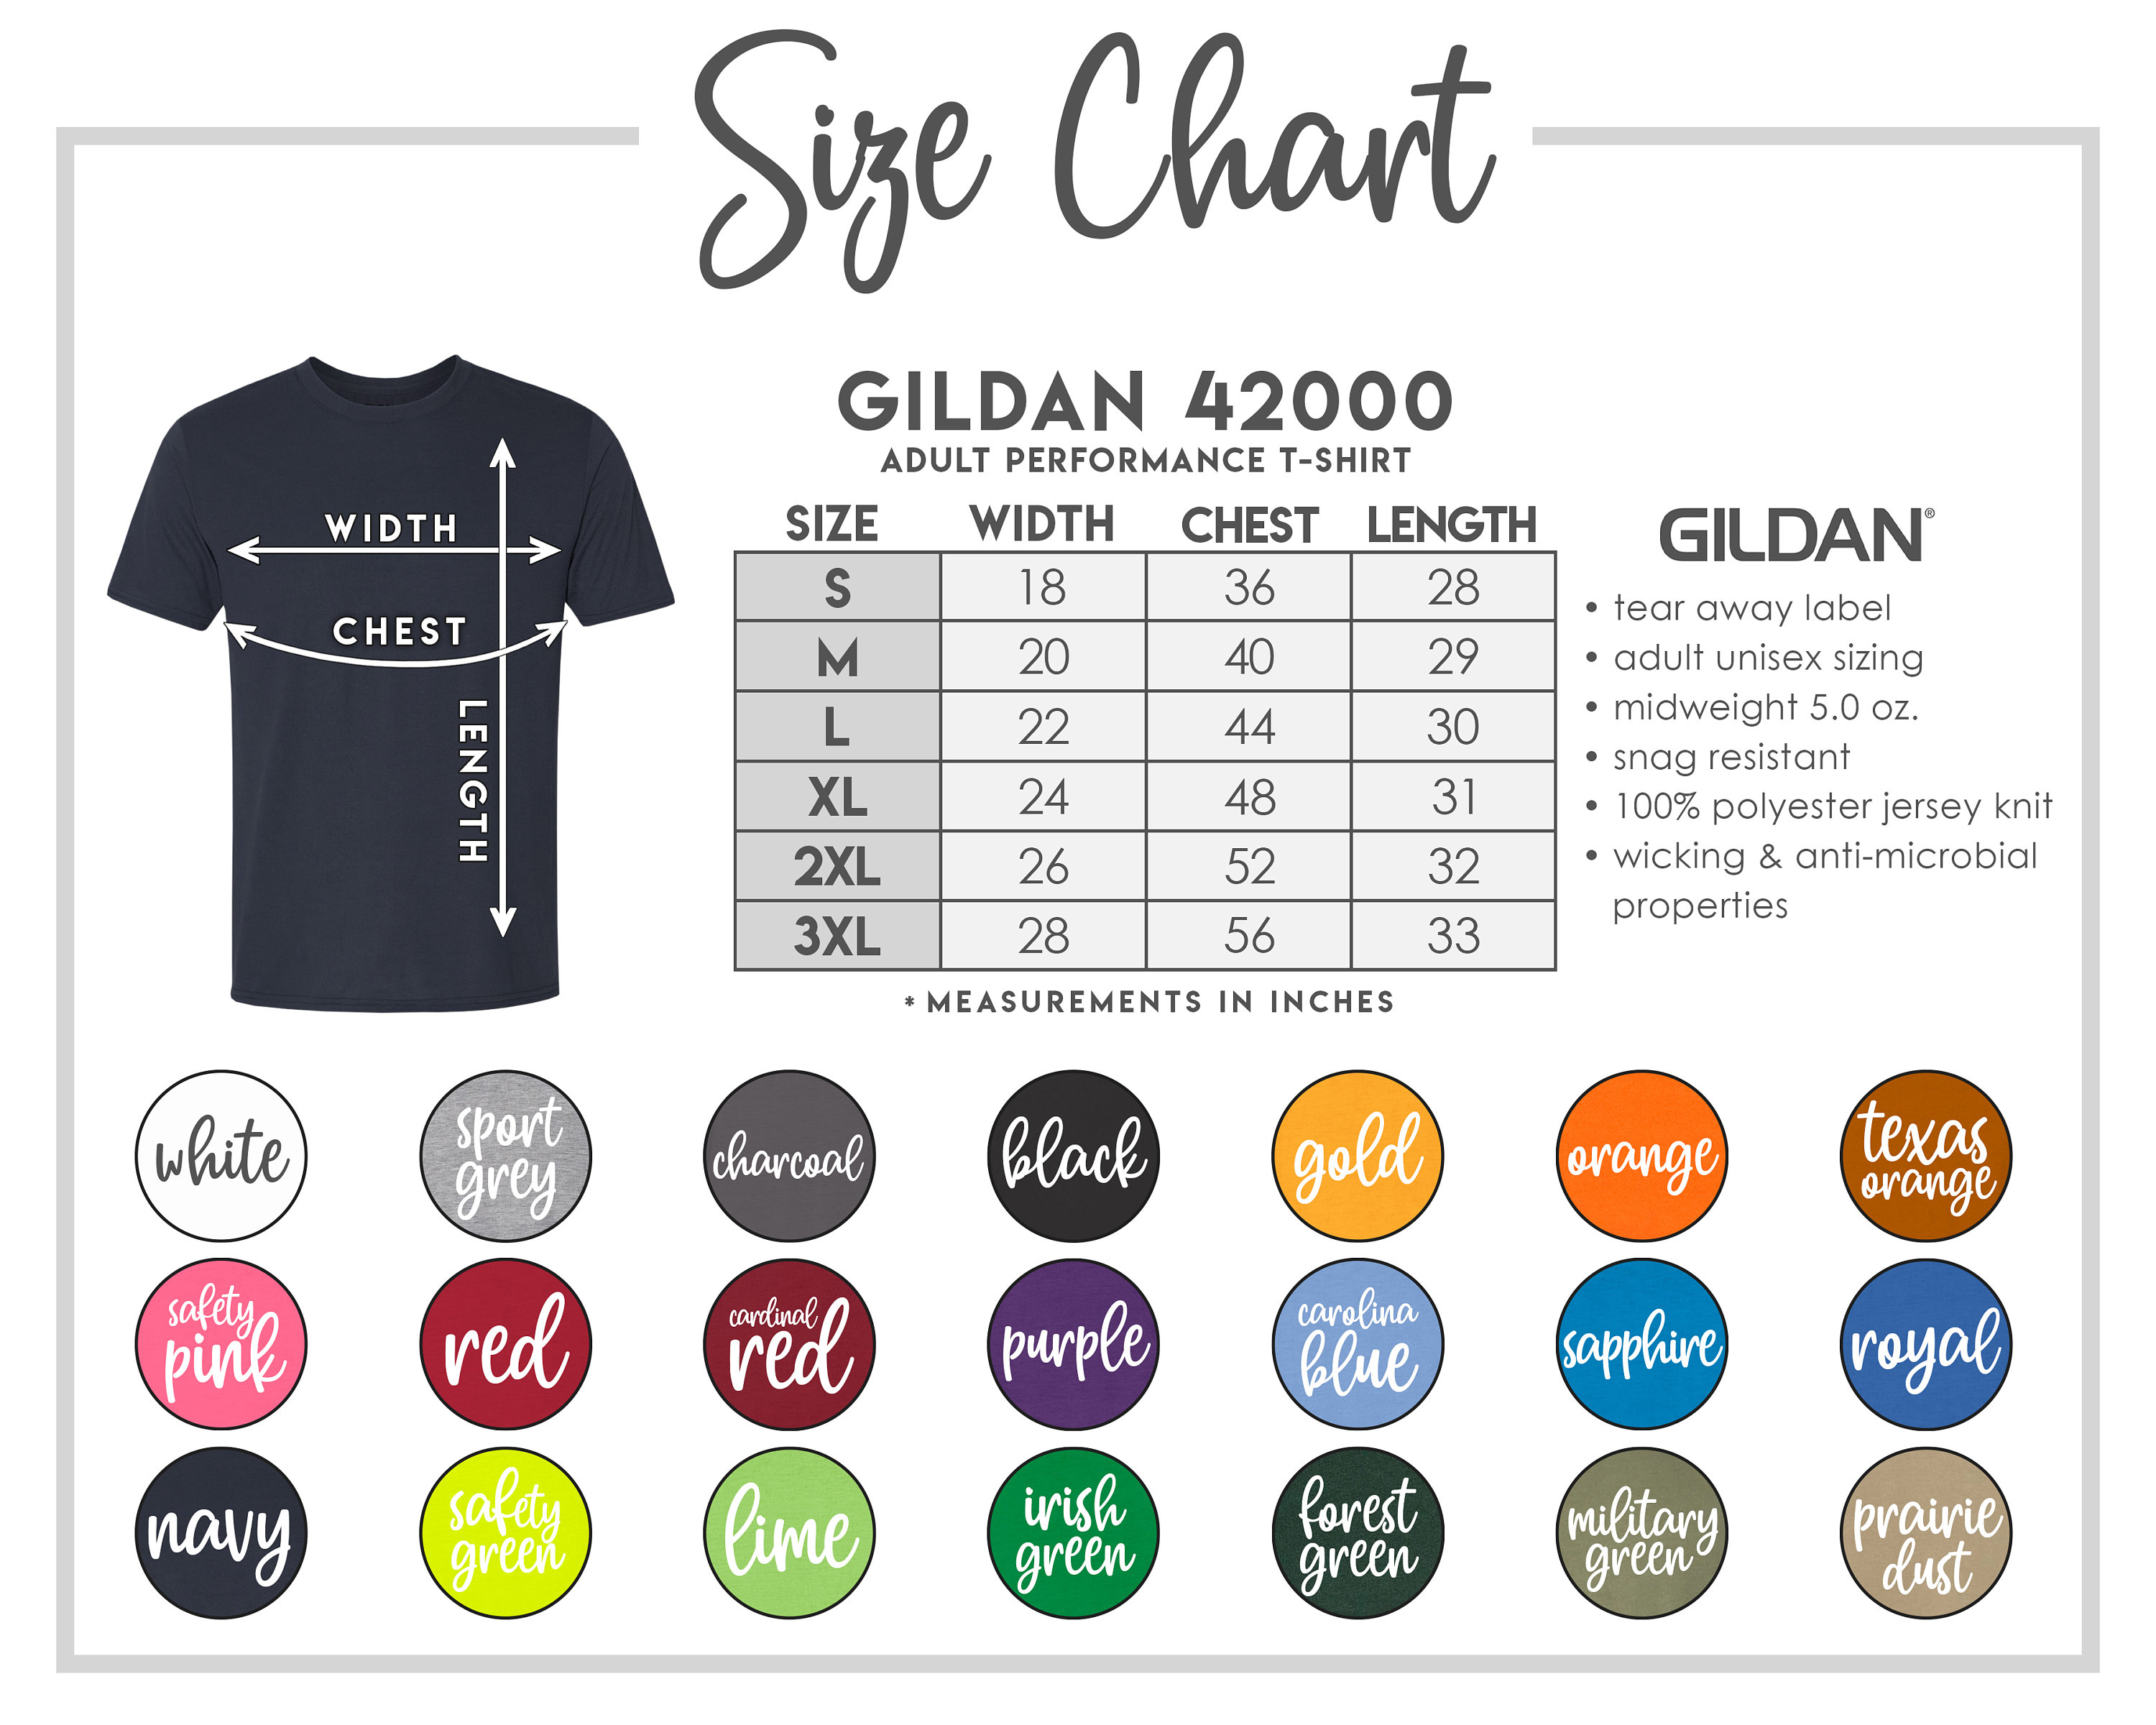 Size Chart
GILDAN 42000
ADULT PERFORMANCE T-SHIRT
WIDTH
CHEST
LENGTH
SIZE WIDTH CHEST LENGTH
S 18 36 28
M 20 40 29
L 22 44 30
XL 24 48 31
2XL 26 52 32
3XL 28 56 33
* MEASUREMENTS IN INCHES
GILDAN®
• tear away label
• adult unisex sizing
• midweight 5.0 oz.
• snag resistant
• 100% polyester jersey knit
• wicking & anti-microbial
properties
white
sport
grey
charcoal
black
gold
orange
texas
orange
safety
pink
red
cardinal
red
purple
carolina
blue
sapphire
royal
navy
safety
green
lime
irish
green
forest
green
military
green
prairie
dust